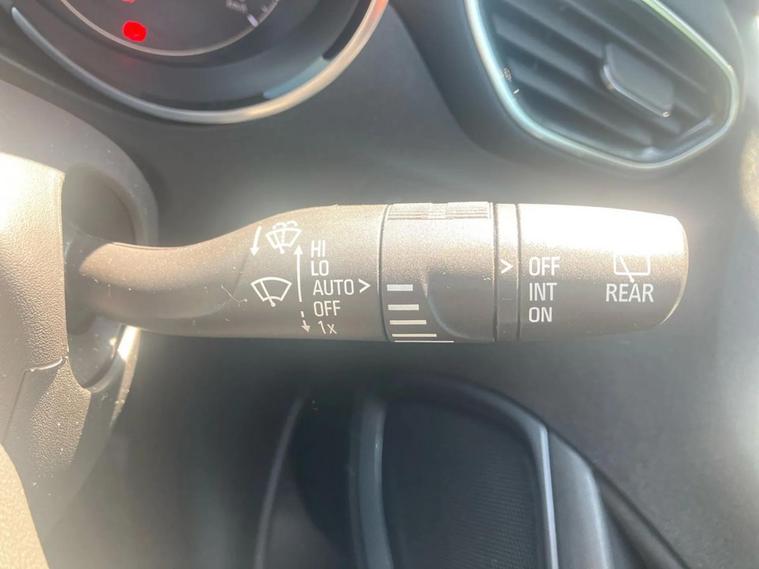 HI
LO
AUTO >
OFF
1x
> OFF
INT
ON
REAR